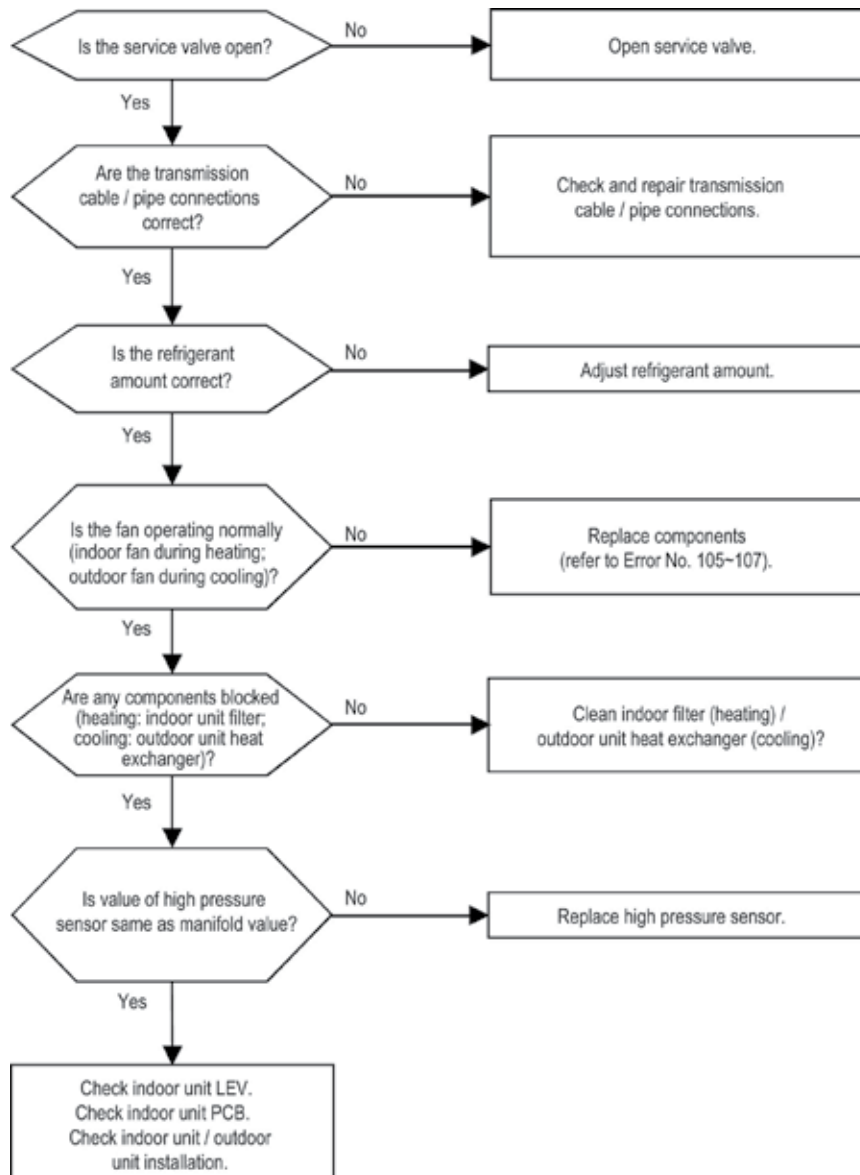 Is the service valve open?
No
Open service valve.
Yes
Are the transmission
cable / pipe connections
correct?
No
Check and repair transmission
cable / pipe connections.
Yes
Is the refrigerant
amount correct?
No
Adjust refrigerant amount.
Yes
Is the fan operating normally
(indoor fan during heating;
outdoor fan during cooling)?
No
Replace components
(refer to Error No. 105~107).
Yes
Are any components blocked
(heating: indoor unit filter;
cooling: outdoor unit heat
exchanger)?
No
Clean indoor filter (heating) /
outdoor unit heat exchanger (cooling)?
Yes
Is value of high pressure
sensor same as manifold value?
No
Replace high pressure sensor.
Yes
Check indoor unit LEV.
Check indoor unit PCB.
Check indoor unit / outdoor
unit installation.